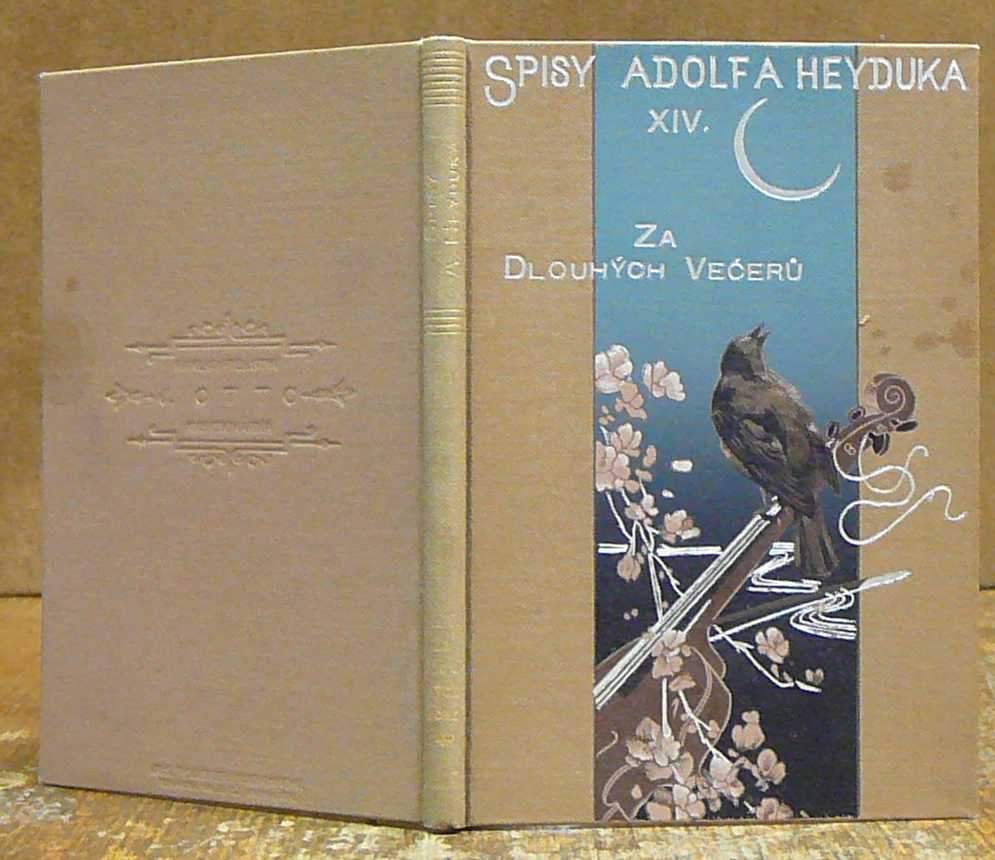 SPISY ADOLFA HEYDUKA
XIV.
ZA
DLOUHÝCH VEČERŮ
SPISY
A. HEYDUKA
OTTO